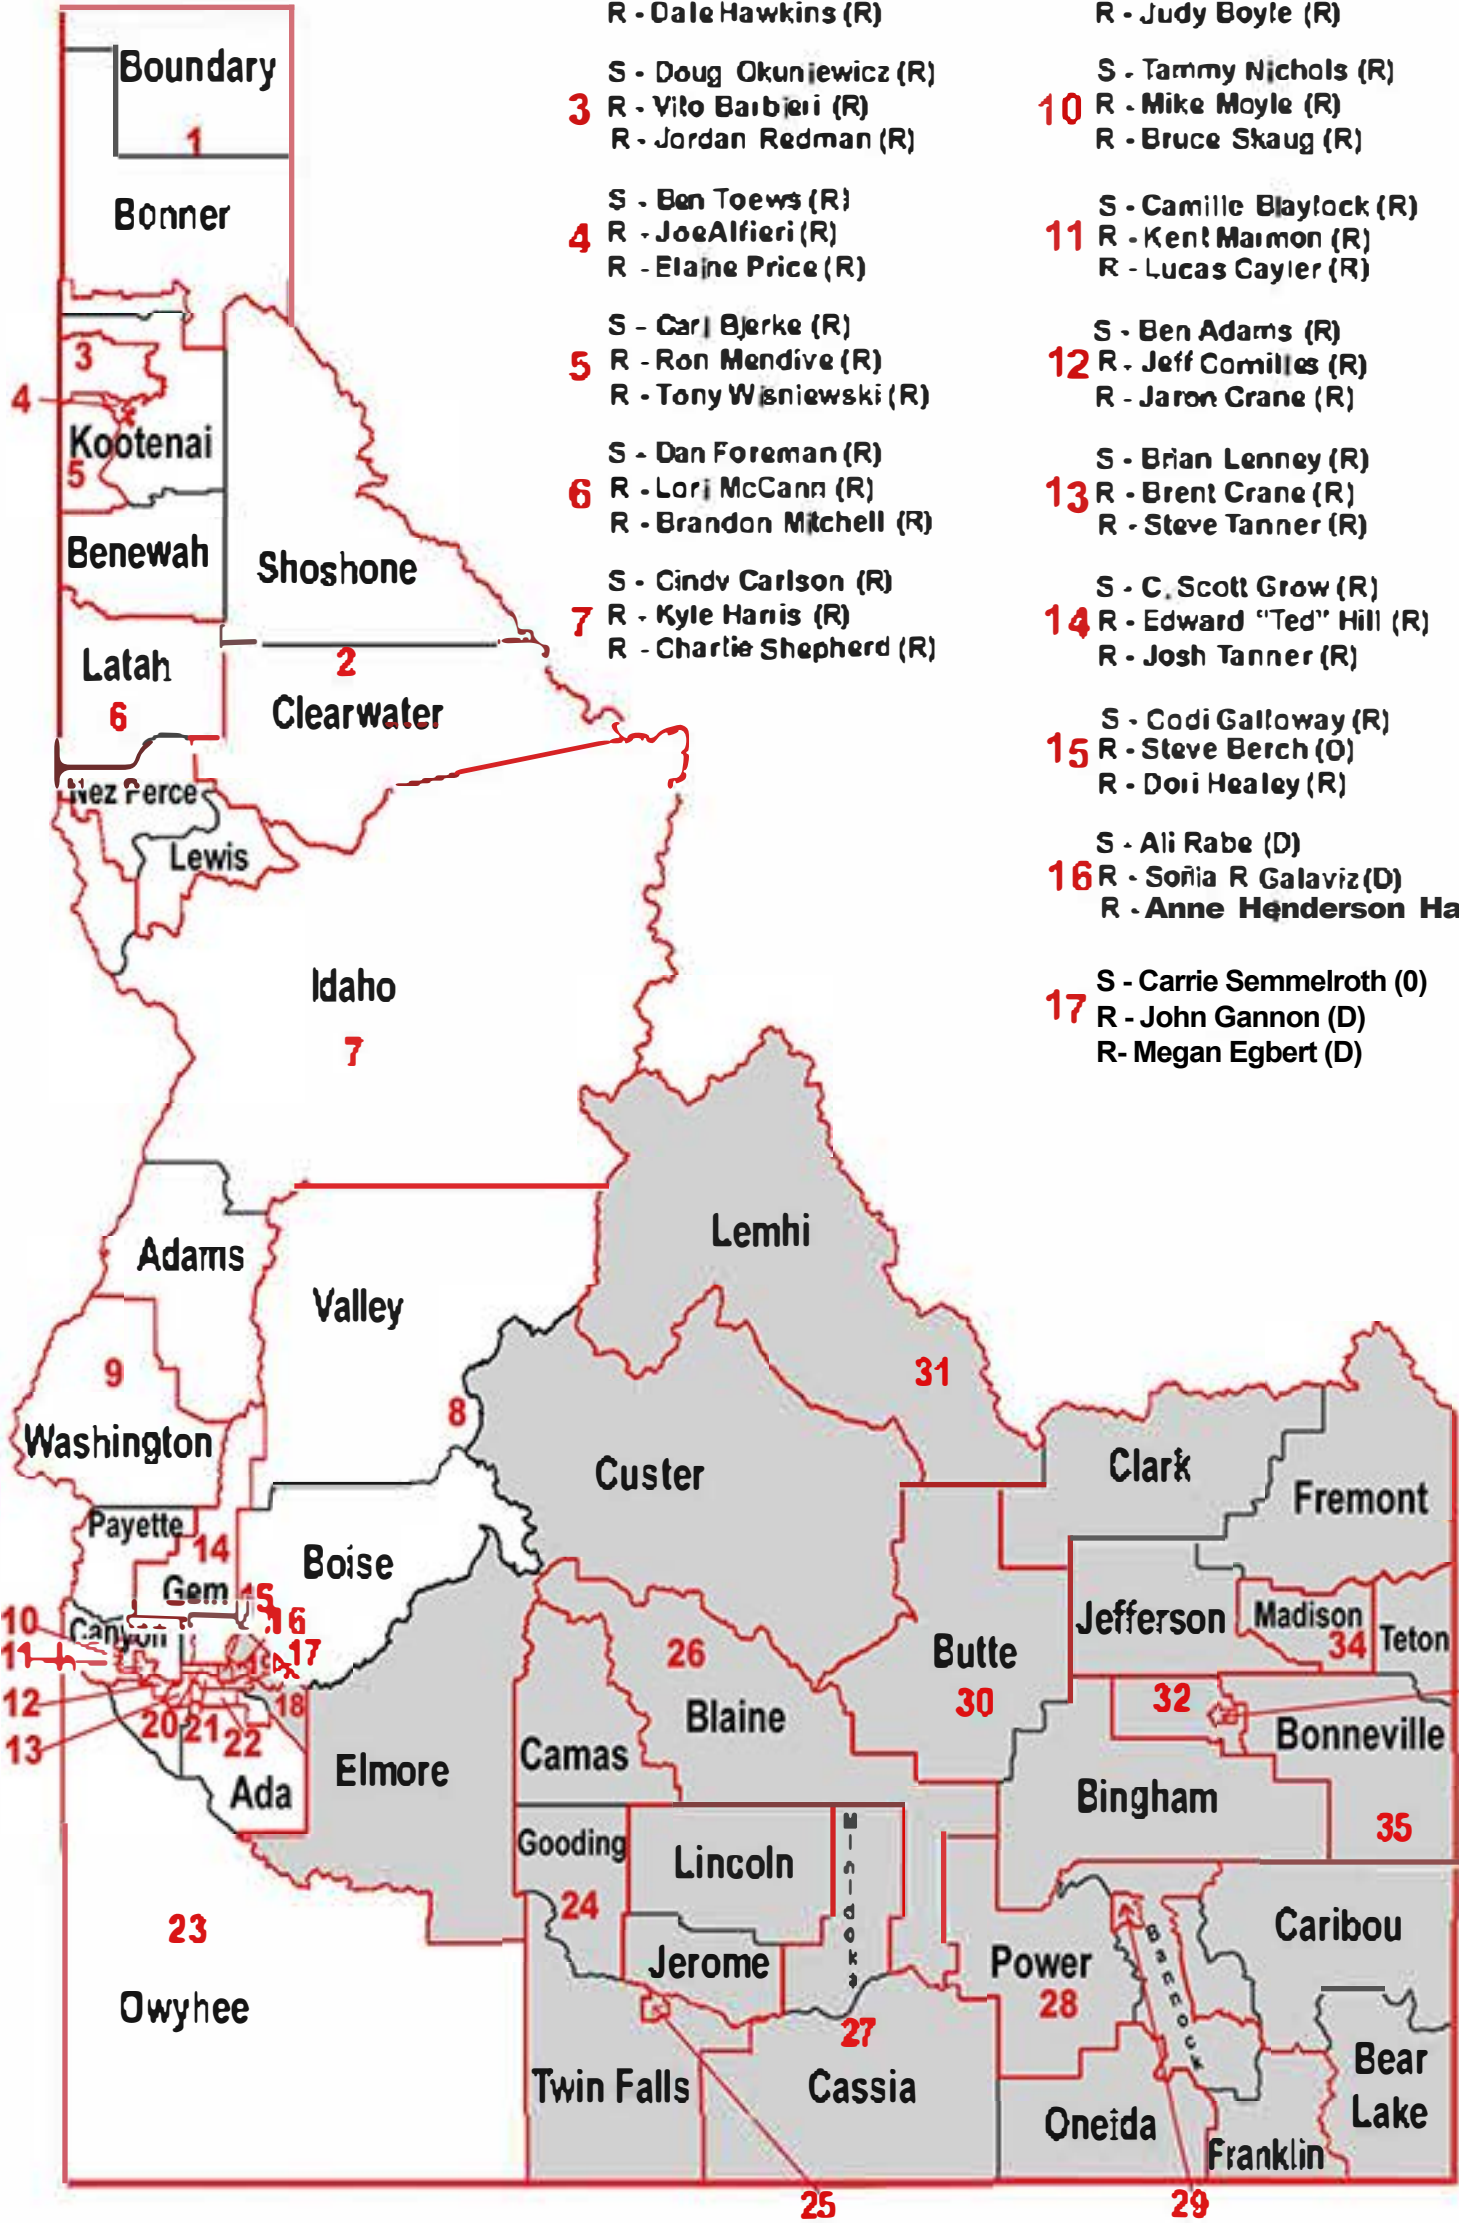 R - Dale Hawkins (R)
S - Doug Okuniewicz (R)
3 R - Vito Barbieri (R)
R - Jordan Redman (R)
S - Ben Toews (R)
4 R - Joe Alfieri (R)
R - Elaine Price (R)
S - Carl Bjerke (R)
5 R - Ron Mendive (R)
R - Tony Wisniewski (R)
S - Dan Foreman (R)
6 R - Lori McCann (R)
R - Brandon Mitchell (R)
S - Cindy Carlson (R)
7 R - Kyle Harris (R)
R - Charlie Shepherd (R)
R - Judy Boyle (R)
S - Tammy Nichols (R)
10 R - Mike Moyle (R)
R - Bruce Skaug (R)
S - Camille Blaylock (R)
11 R - Kent Marmon (R)
R - Lucas Cayler (R)
S - Ben Adams (R)
12 R - Jeff Cornilles (R)
R - Jaron Crane (R)
S - Brian Lenney (R)
13 R - Brent Crane (R)
R - Steve Tanner (R)
S - C. Scott Grow (R)
14 R - Edward "Ted" Hill (R)
R - Josh Tanner (R)
S - Codi Galloway (R)
15 R - Steve Berch (D)
R - Dori Healey (R)
S - Ali Rabe (D)
16 R - Soñia R Galaviz (D)
R - Anne Henderson Ha
S - Carrie Semmelroth (0)
17 R - John Gannon (D)
R- Megan Egbert (D)
Boundary
1
Bonner
3
4
Kootenai
5
Benewah
Shoshone
Latah
2
6
Clearwater
Nez Perce
Lewis
Idaho
7
Lemhi
Adams
Valley
9
31
8
Washington
Custer
Clark
Fremont
Payette
14
Boise
Gem
15
10
16
Canyon
11
17
Jefferson
Madison
34
Teton
26
Butte
12
18
30
32
20 21
22
13
Blaine
Bonneville
Camas
Elmore
Ada
Bingham
35
Gooding
Lincoln
Minidoka
24
23
Jerome
Power
Bannock
Caribou
28
Owyhee
27
Twin Falls
Cassia
Bear
Lake
Oneida
Franklin
25
29